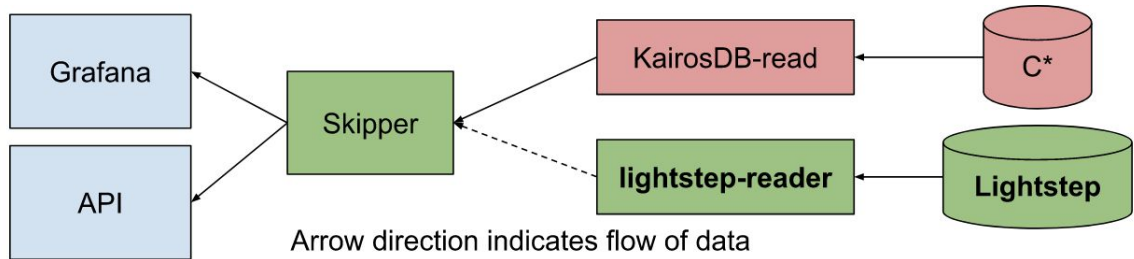 Grafana
API
Skipper
KairosDB-read
C*
lightstep-reader
Lightstep
Arrow direction indicates flow of data